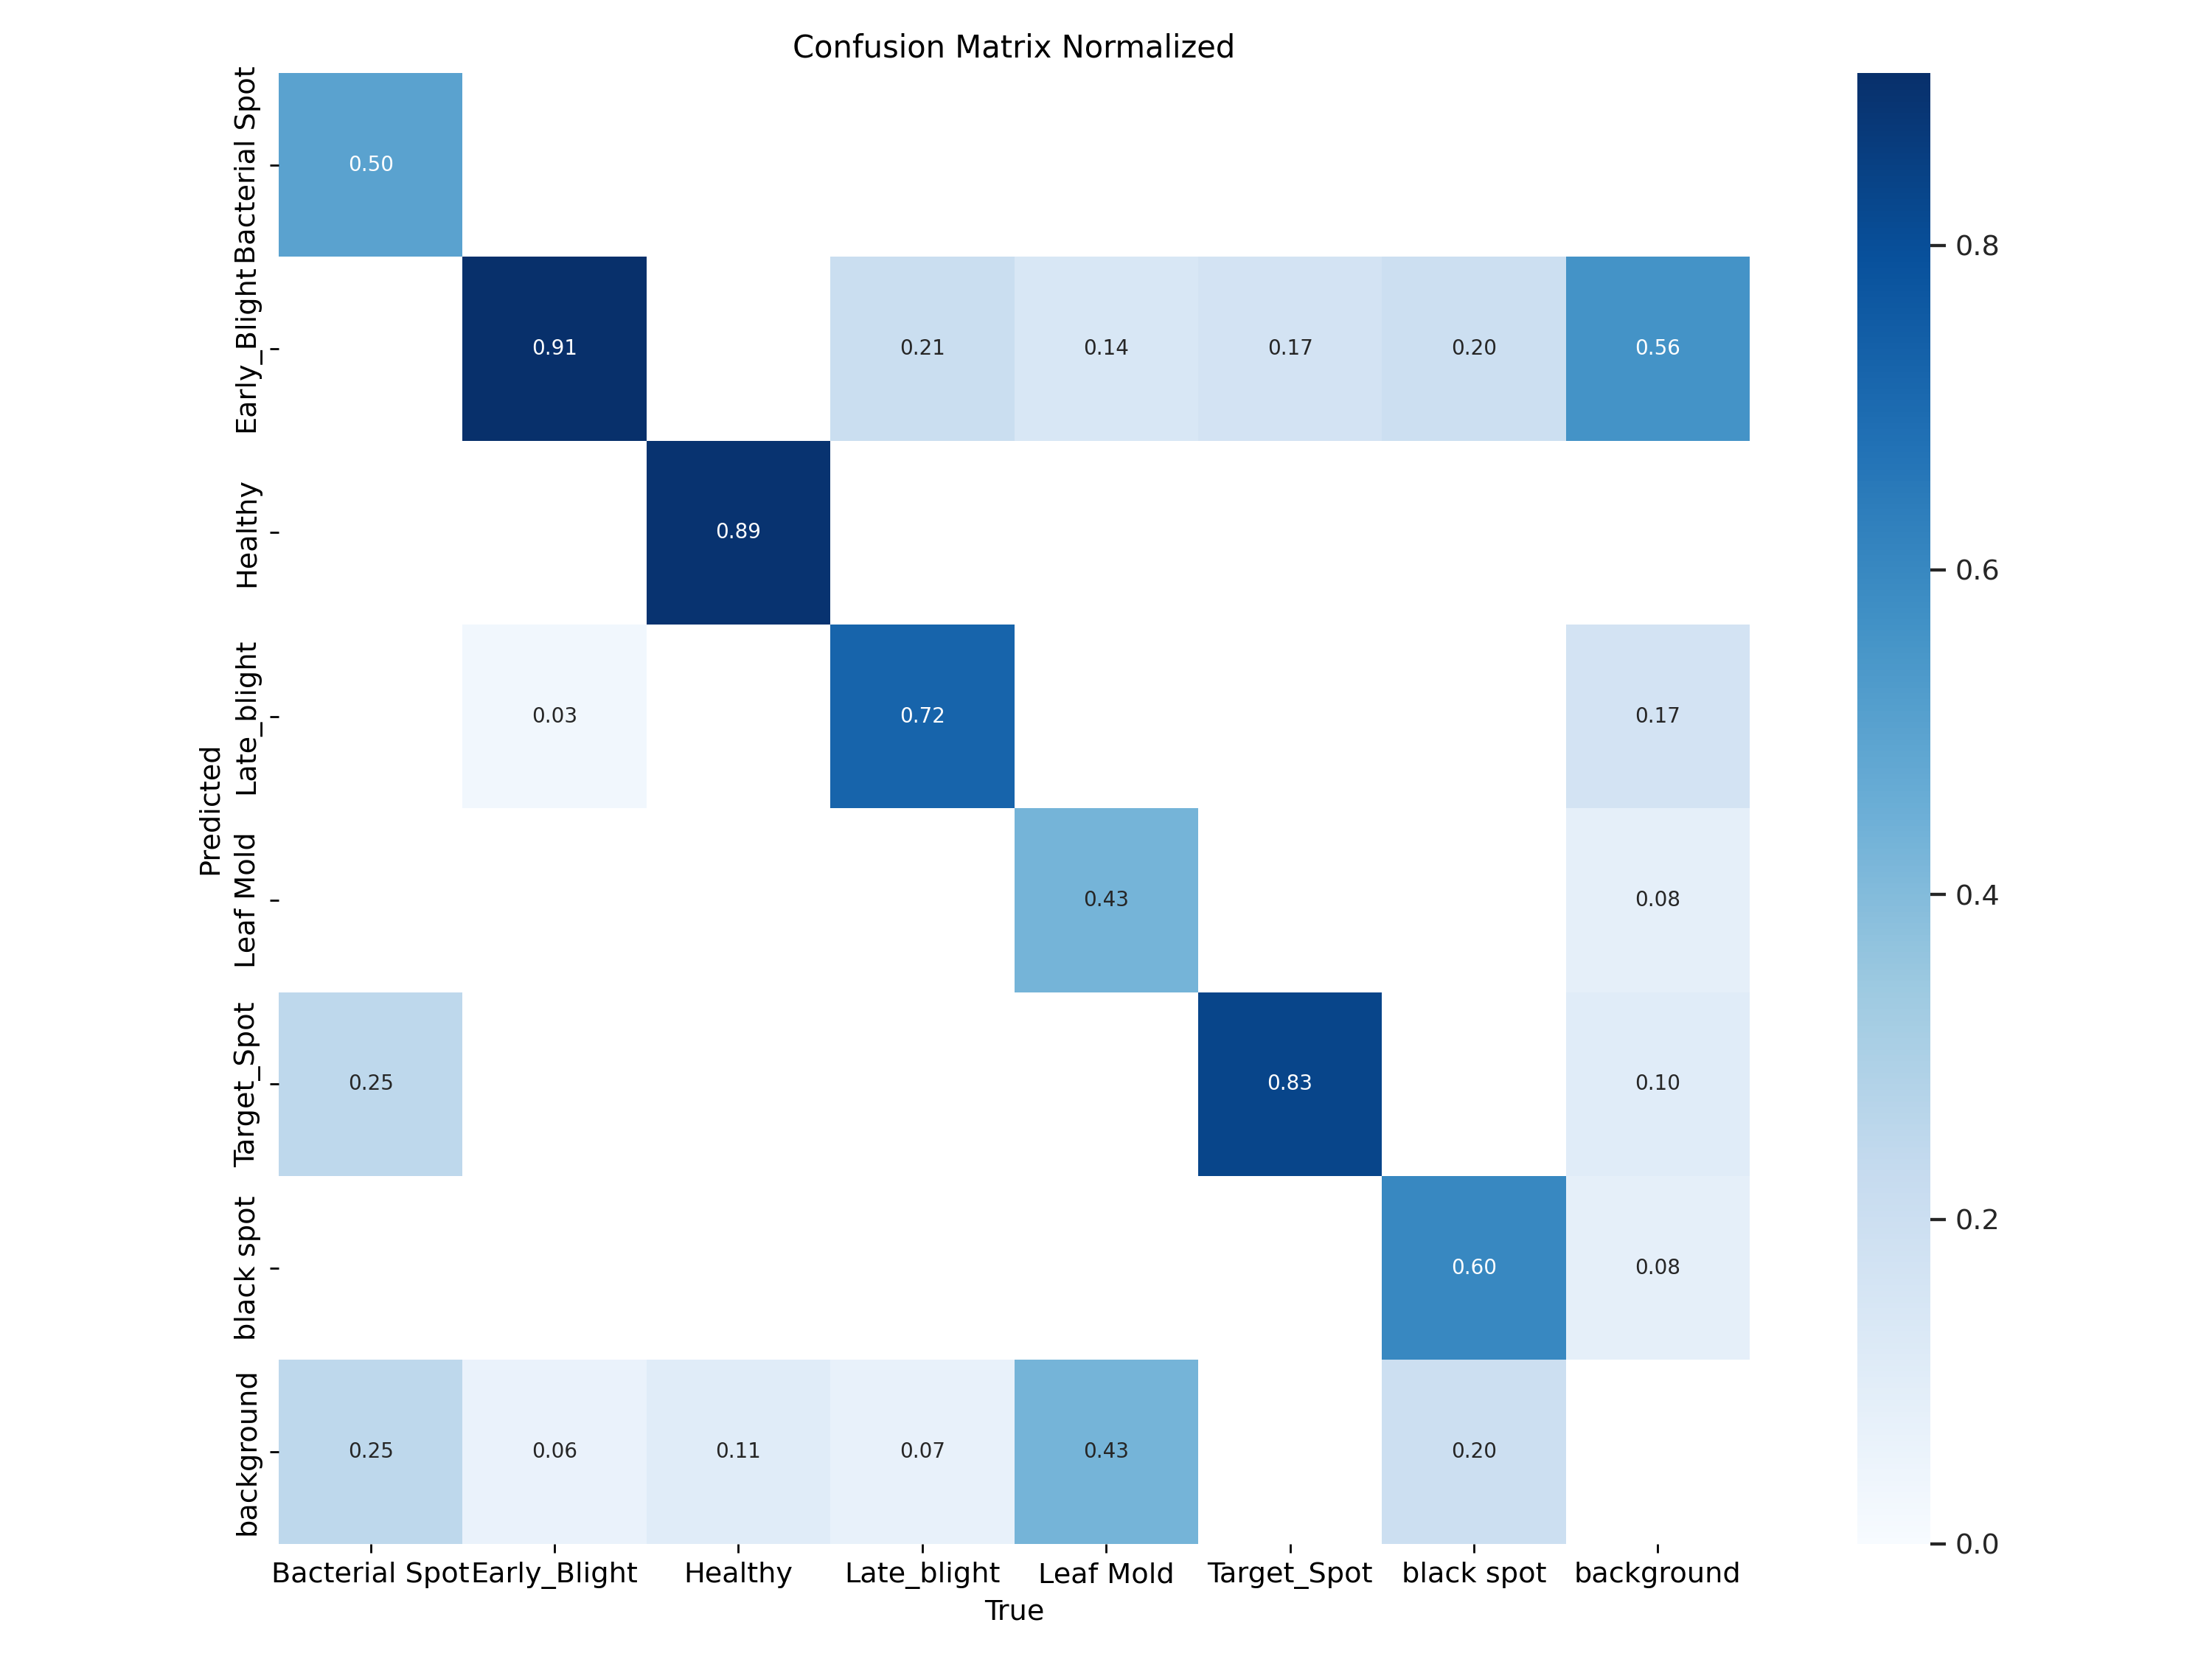 Confusion Matrix Normalized
Predicted
Bacterial Spot
0.50
Early_Blight
0.91 0.21 0.14 0.17 0.20 0.56
Healthy
0.89
Late_blight
0.03 0.72 0.17
Leaf Mold
0.43 0.08
Target_Spot
0.25 0.83 0.10
black spot
0.60 0.08
background
0.25 0.06 0.11 0.07 0.43 0.20
Bacterial Spot Early_Blight Healthy Late_blight Leaf Mold Target_Spot black spot background
True
0.8
0.6
0.4
0.2
0.0